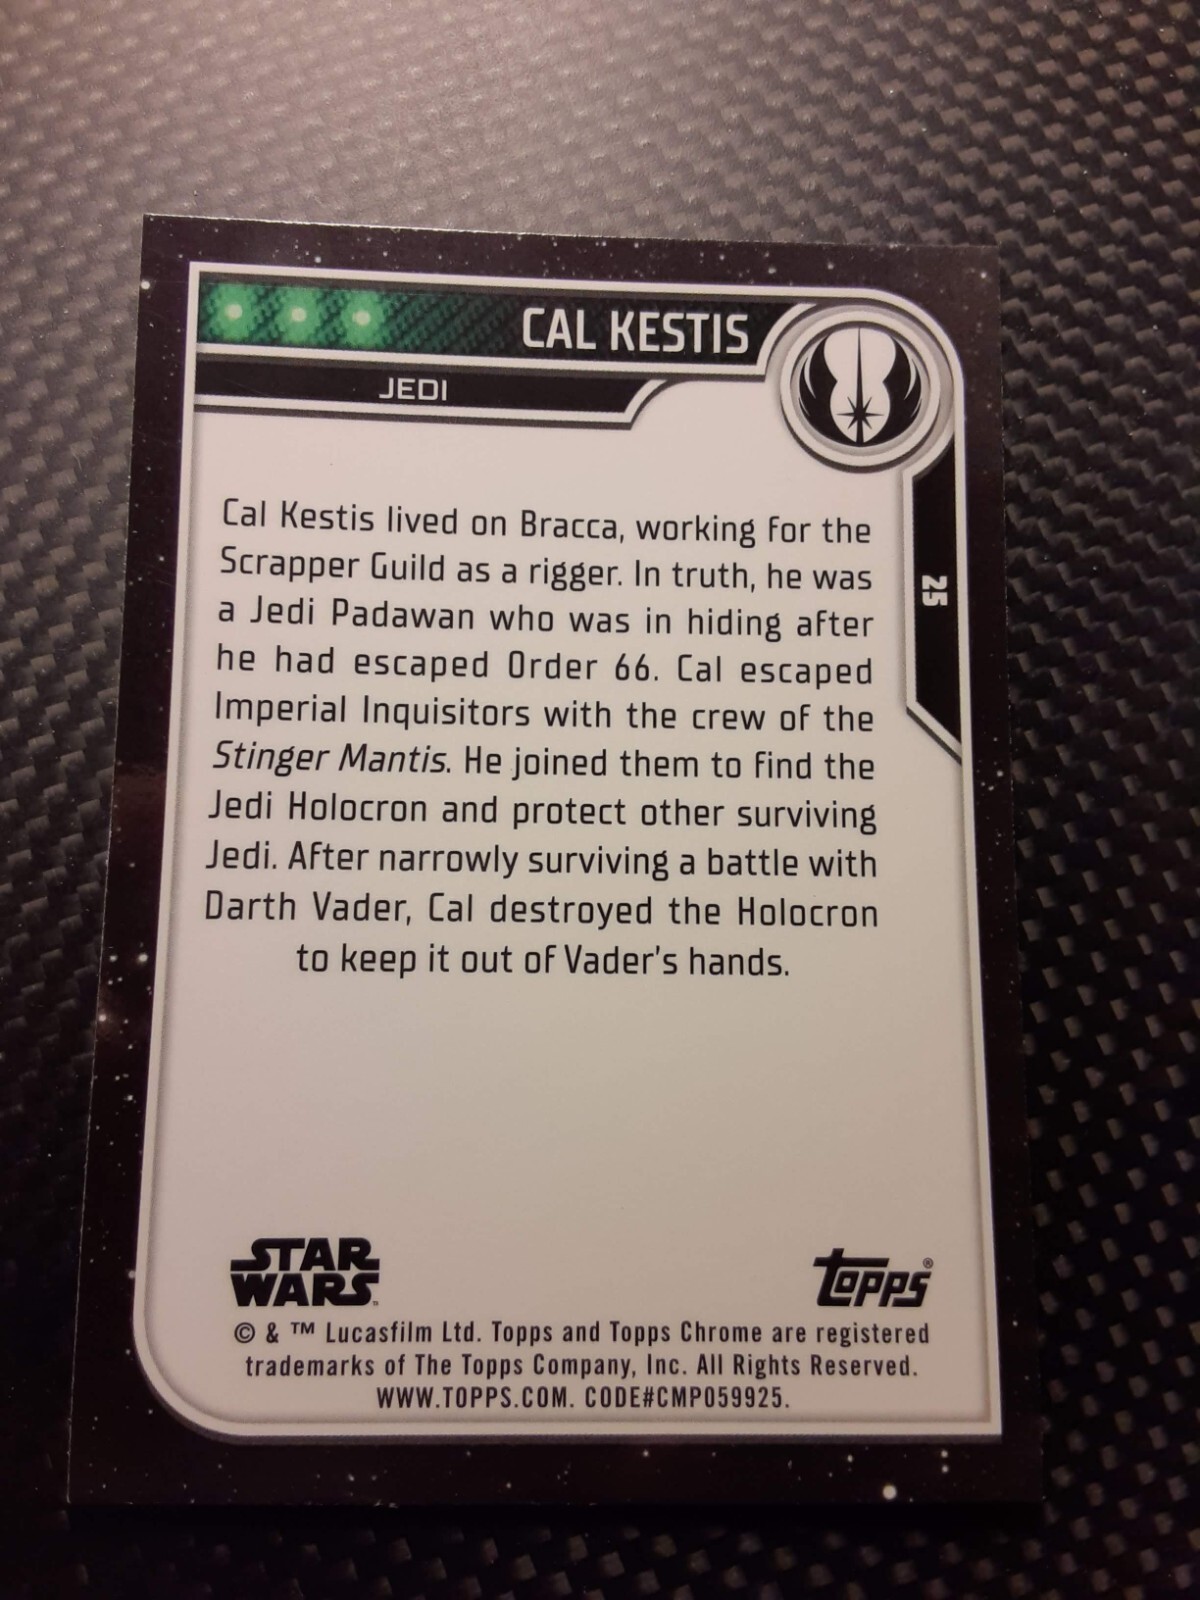 CAL KESTIS
JEDI
25
Cal Kestis lived on Bracca, working for the
Scrapper Guild as a rigger. In truth, he was
a Jedi Padawan who was in hiding after
he had escaped Order 66. Cal escaped
Imperial Inquisitors with the crew of the
Stinger Mantis. He joined them to find the
Jedi Holocron and protect other surviving
Jedi. After narrowly surviving a battle with
Darth Vader, Cal destroyed the Holocron
to keep it out of Vader's hands.
STAR
WARS™
Topps®
© & ™ Lucasfilm Ltd. Topps and Topps Chrome are registered
trademarks of The Topps Company, Inc. All Rights Reserved.
WWW.TOPPS.COM. CODE#CMP059925.